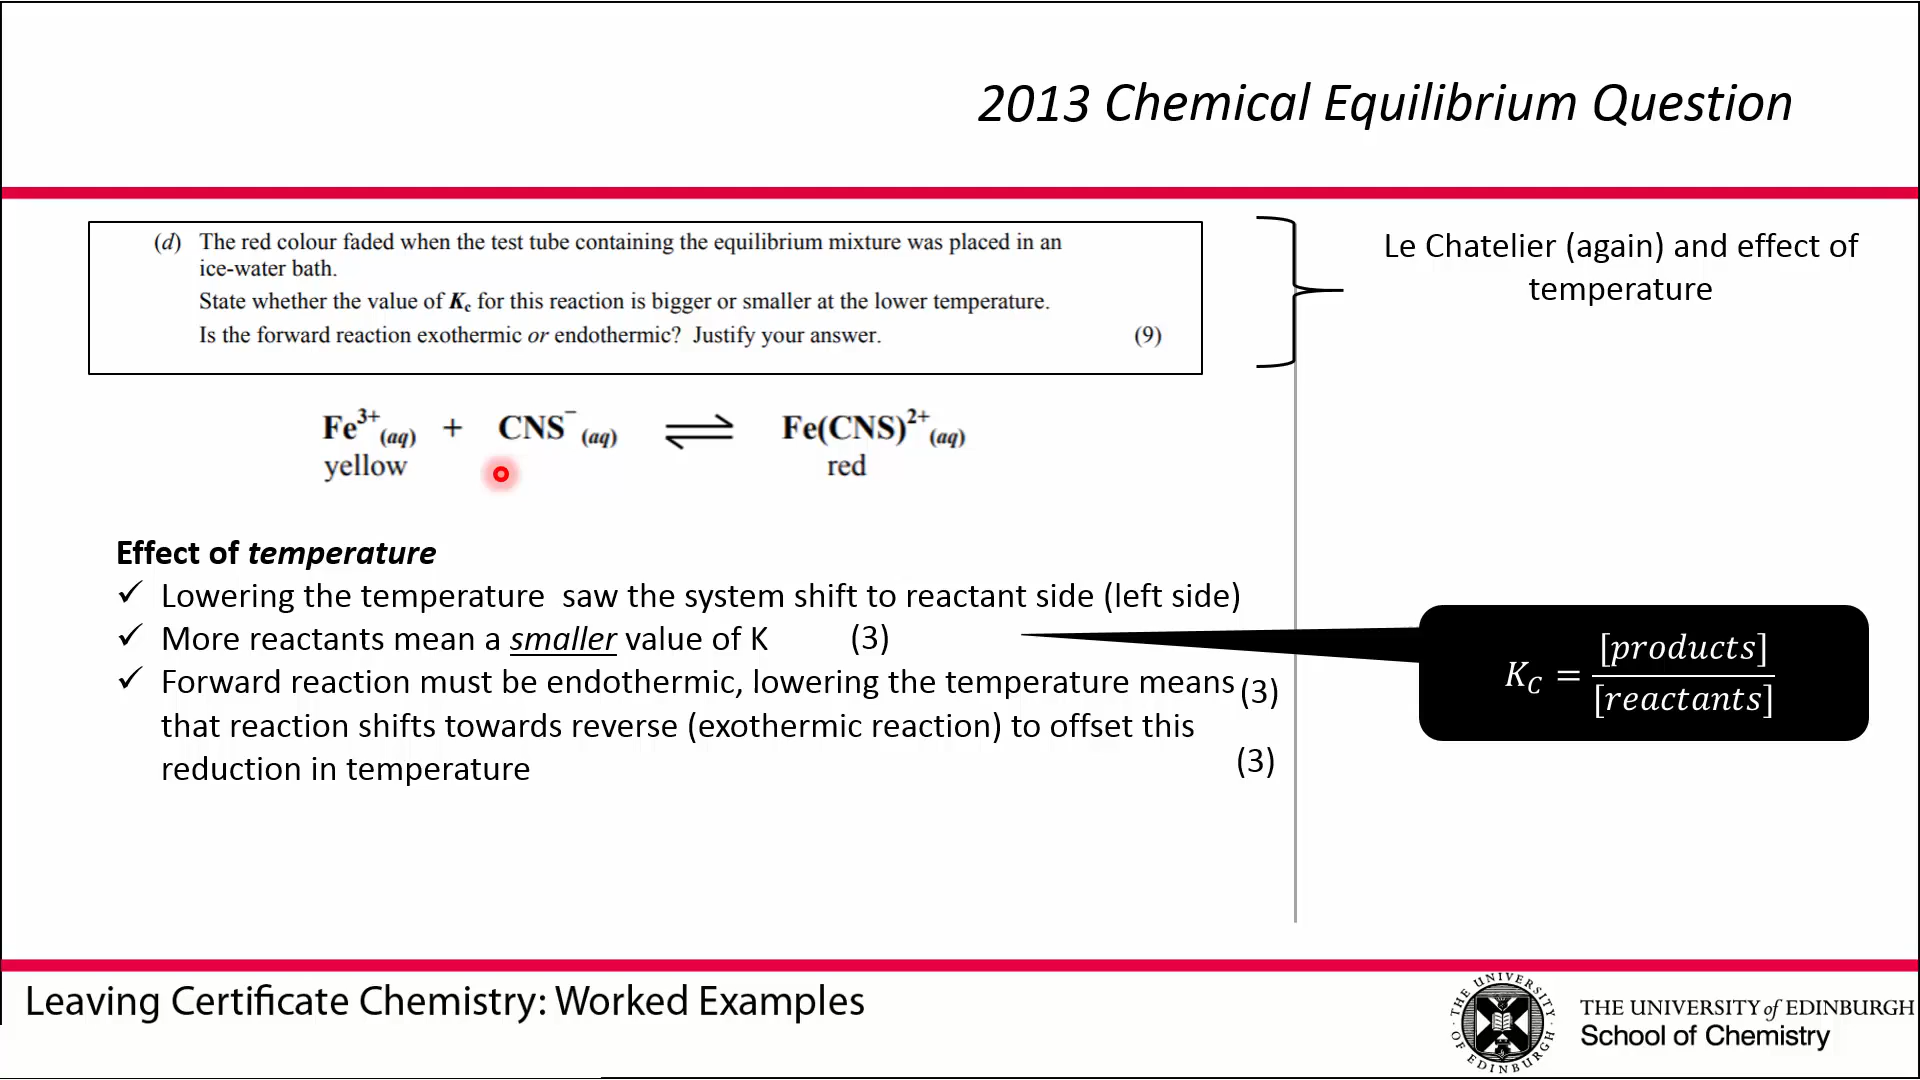 2013 Chemical Equilibrium Question
(d) The red colour faded when the test tube containing the equilibrium mixture was placed in an
ice-water bath.
State whether the value of Kc for this reaction is bigger or smaller at the lower temperature.
Is the forward reaction exothermic or endothermic? Justify your answer. (9)
Le Chatelier (again) and effect of
temperature
Fe³⁺(aq) + CNS⁻(aq) ⇌ Fe(CNS)²⁺(aq)
yellow red
Effect of temperature
✓ Lowering the temperature saw the system shift to reactant side (left side)
✓ More reactants mean a smaller value of K (3)
✓ Forward reaction must be endothermic, lowering the temperature means (3)
that reaction shifts towards reverse (exothermic reaction) to offset this
reduction in temperature (3)
K_C = [products] / [reactants]
Leaving Certificate Chemistry: Worked Examples
THE UNIVERSITY OF EDINBURGH
THE UNIVERSITY of EDINBURGH
School of Chemistry